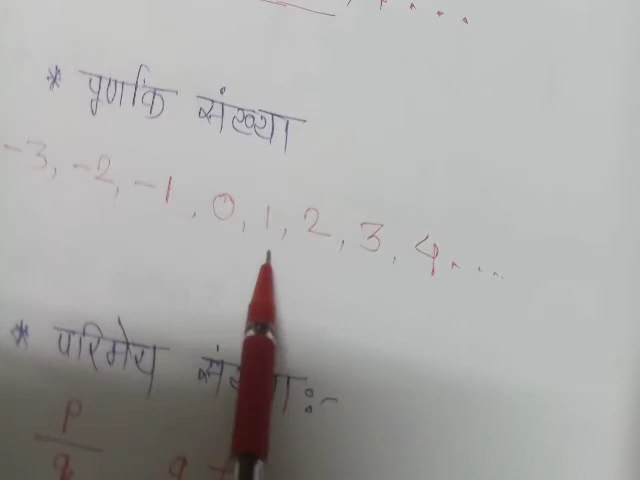 * पुर्णांक संख्या
-3, -2, -1, 0, 1, 2, 3, 4. ...
* परिमेय
p
q